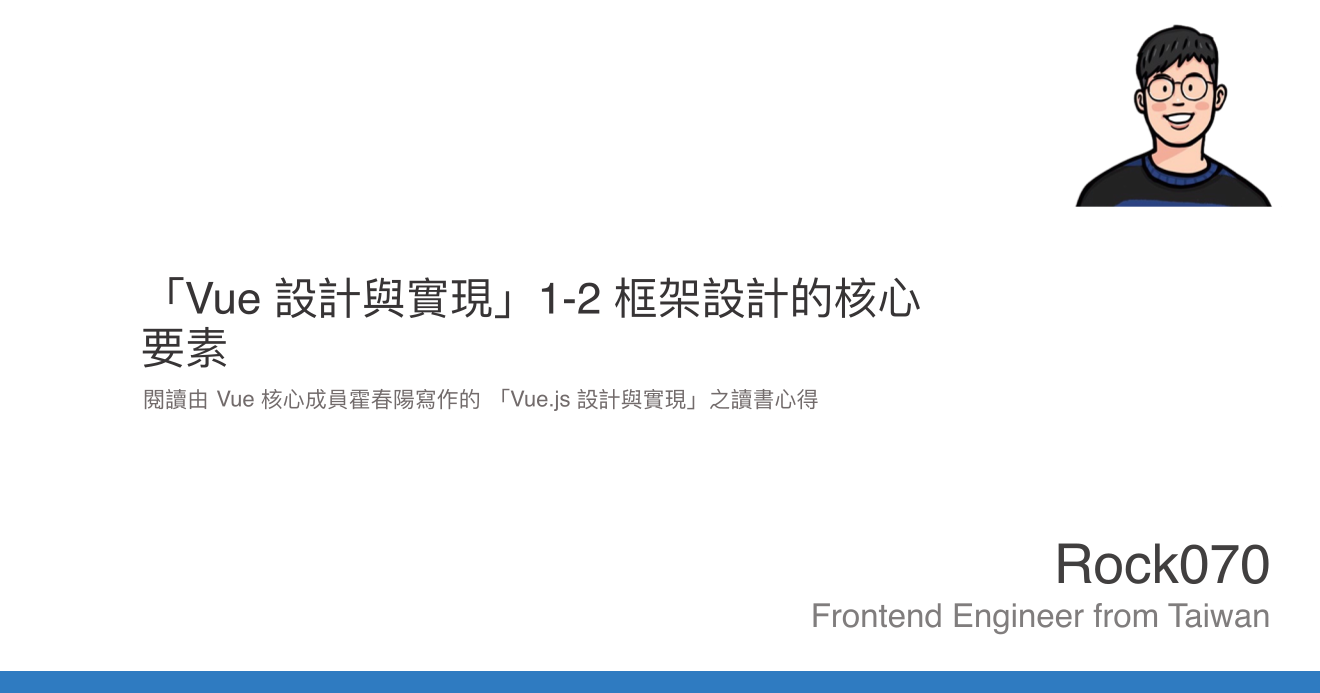 「Vue 設計與實現」1-2 框架設計的核心
要素
閱讀由 Vue 核心成員霍春陽寫作的 「Vue.js 設計與實現」之讀書心得
Rock070
Frontend Engineer from Taiwan